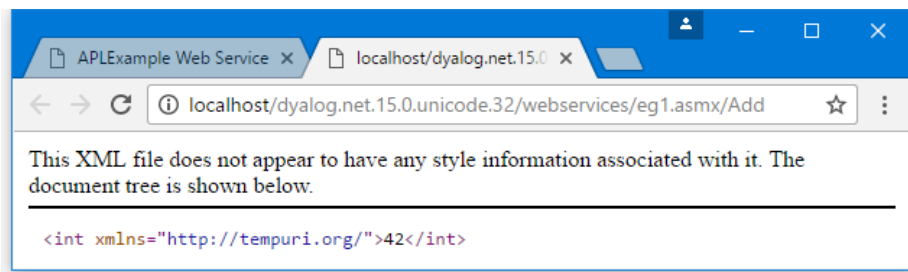 APLExample Web Service
localhost/dyalog.net.15.0
localhost/dyalog.net.15.0.unicode.32/webservices/eg1.asmx/Add
This XML file does not appear to have any style information associated with it. The
document tree is shown below.
<int xmlns="http://tempuri.org/">42</int>